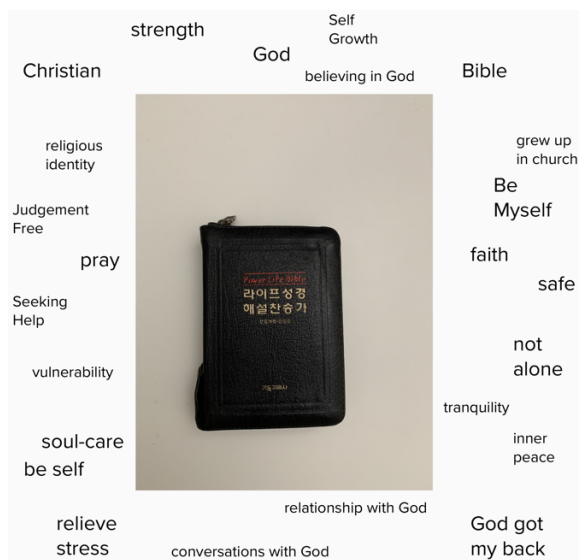 strength
Self
Growth
God
Christian
believing in God
Bible
religious
identity
grew up
in church
Be
Myself
Judgement
Free
pray
faith
safe
Seeking
Help
Power Life Bible
라이프성경
해설찬송가
not
alone
vulnerability
tranquility
soul-care
be self
inner
peace
relationship with God
relieve
stress
conversations with God
God got
my back